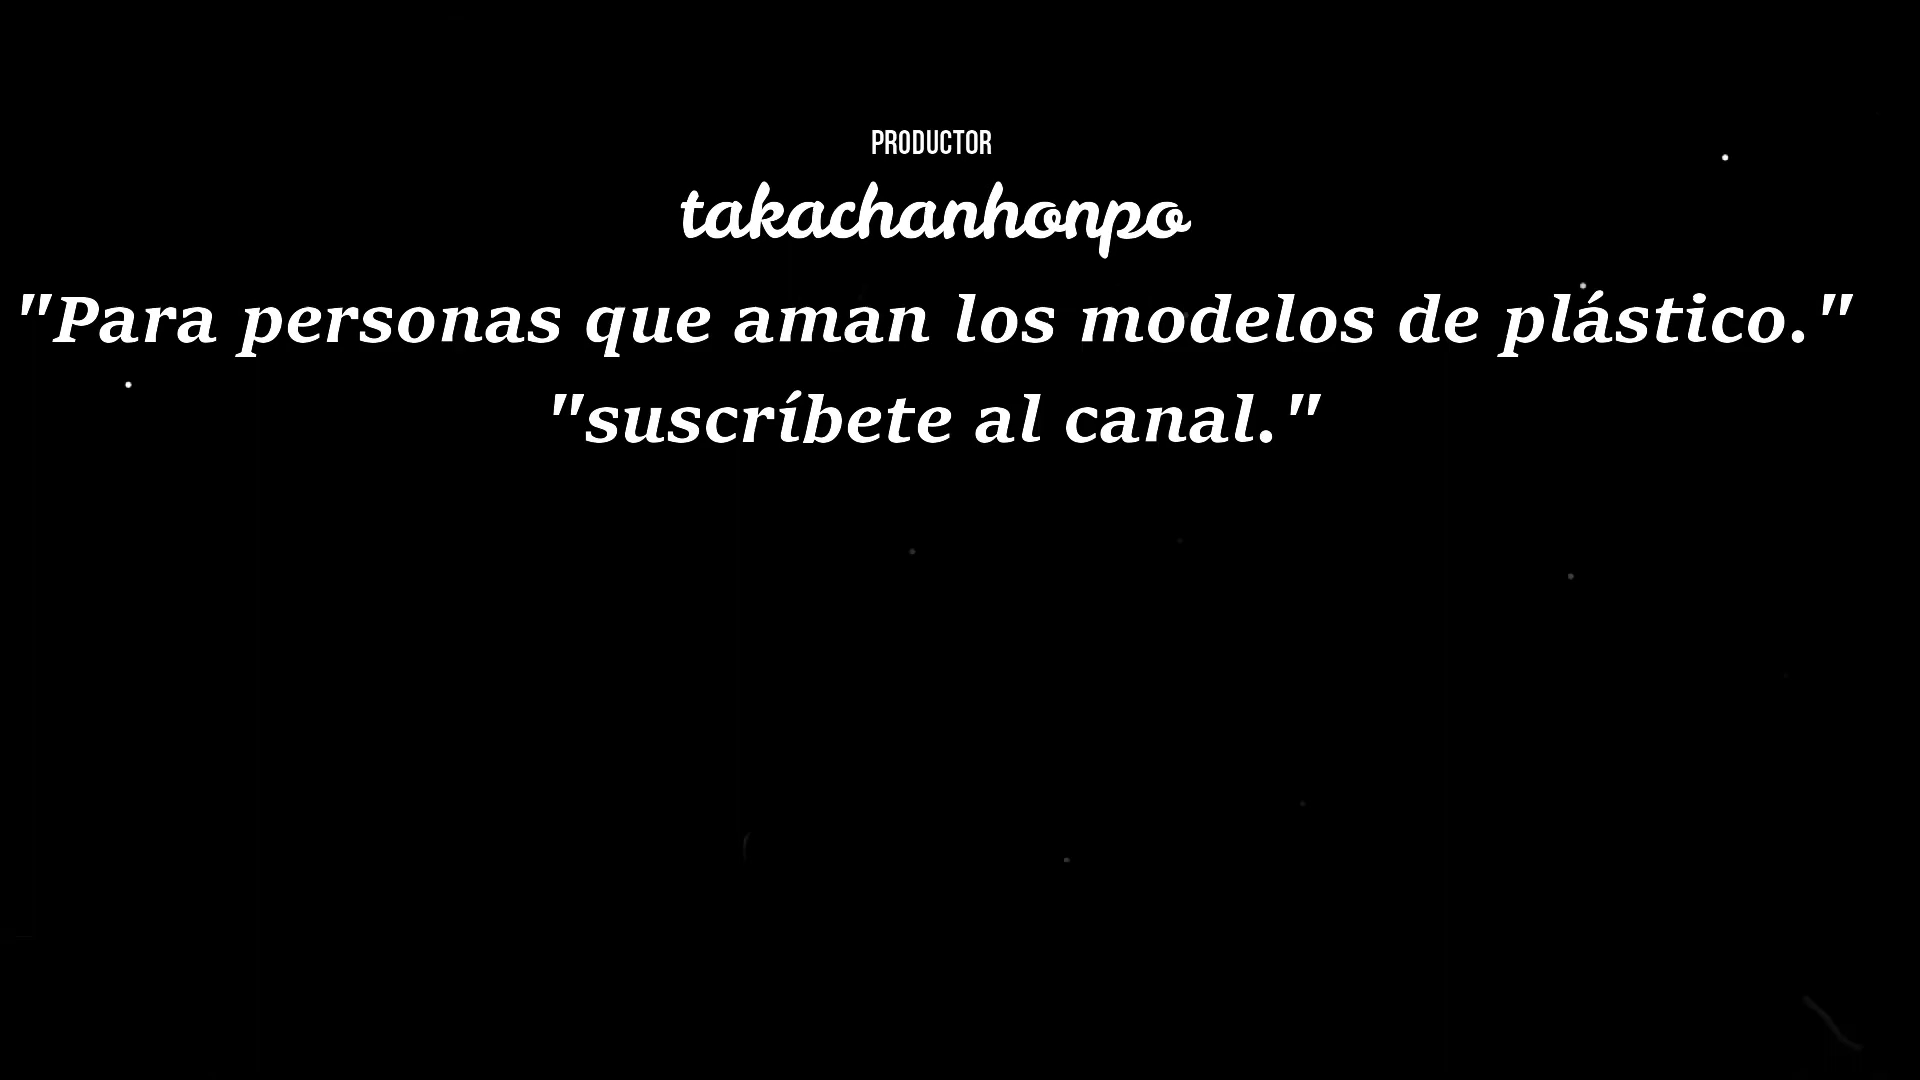 PRODUCTOR
takachanhonpo
"Para personas que aman los modelos de plástico."
"suscríbete al canal."